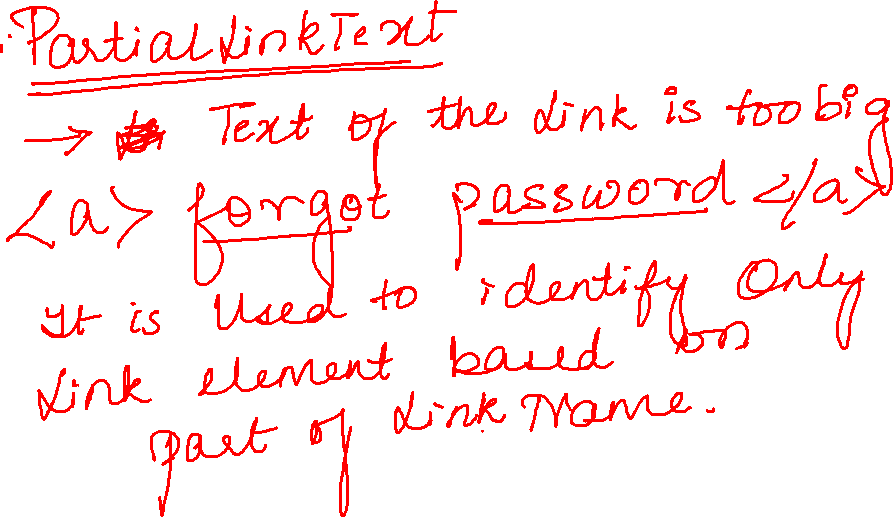 PartialLinkText
→ Text of the Link is too big
<a> forgot password </a>
It is Used to identify Only
Link element based on
part of Link Name.